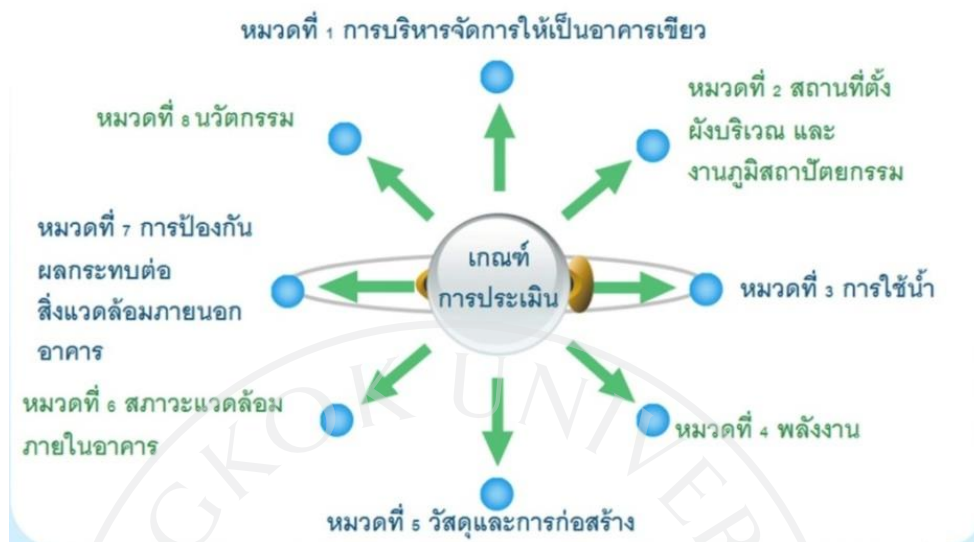 หมวดที่ 1 การบริหารจัดการให้เป็นอาคารเขียว
หมวดที่ 2 สถานที่ตั้ง
ผังบริเวณ และ
งานภูมิสถาปัตยกรรม
หมวดที่ 3 การใช้น้ำ
หมวดที่ 4 พลังงาน
หมวดที่ 5 วัสดุและการก่อสร้าง
หมวดที่ 6 สภาวะแวดล้อม
ภายในอาคาร
หมวดที่ 7 การป้องกัน
ผลกระทบต่อ
สิ่งแวดล้อมภายนอก
อาคาร
หมวดที่ 8 นวัตกรรม
เกณฑ์
การประเมิน